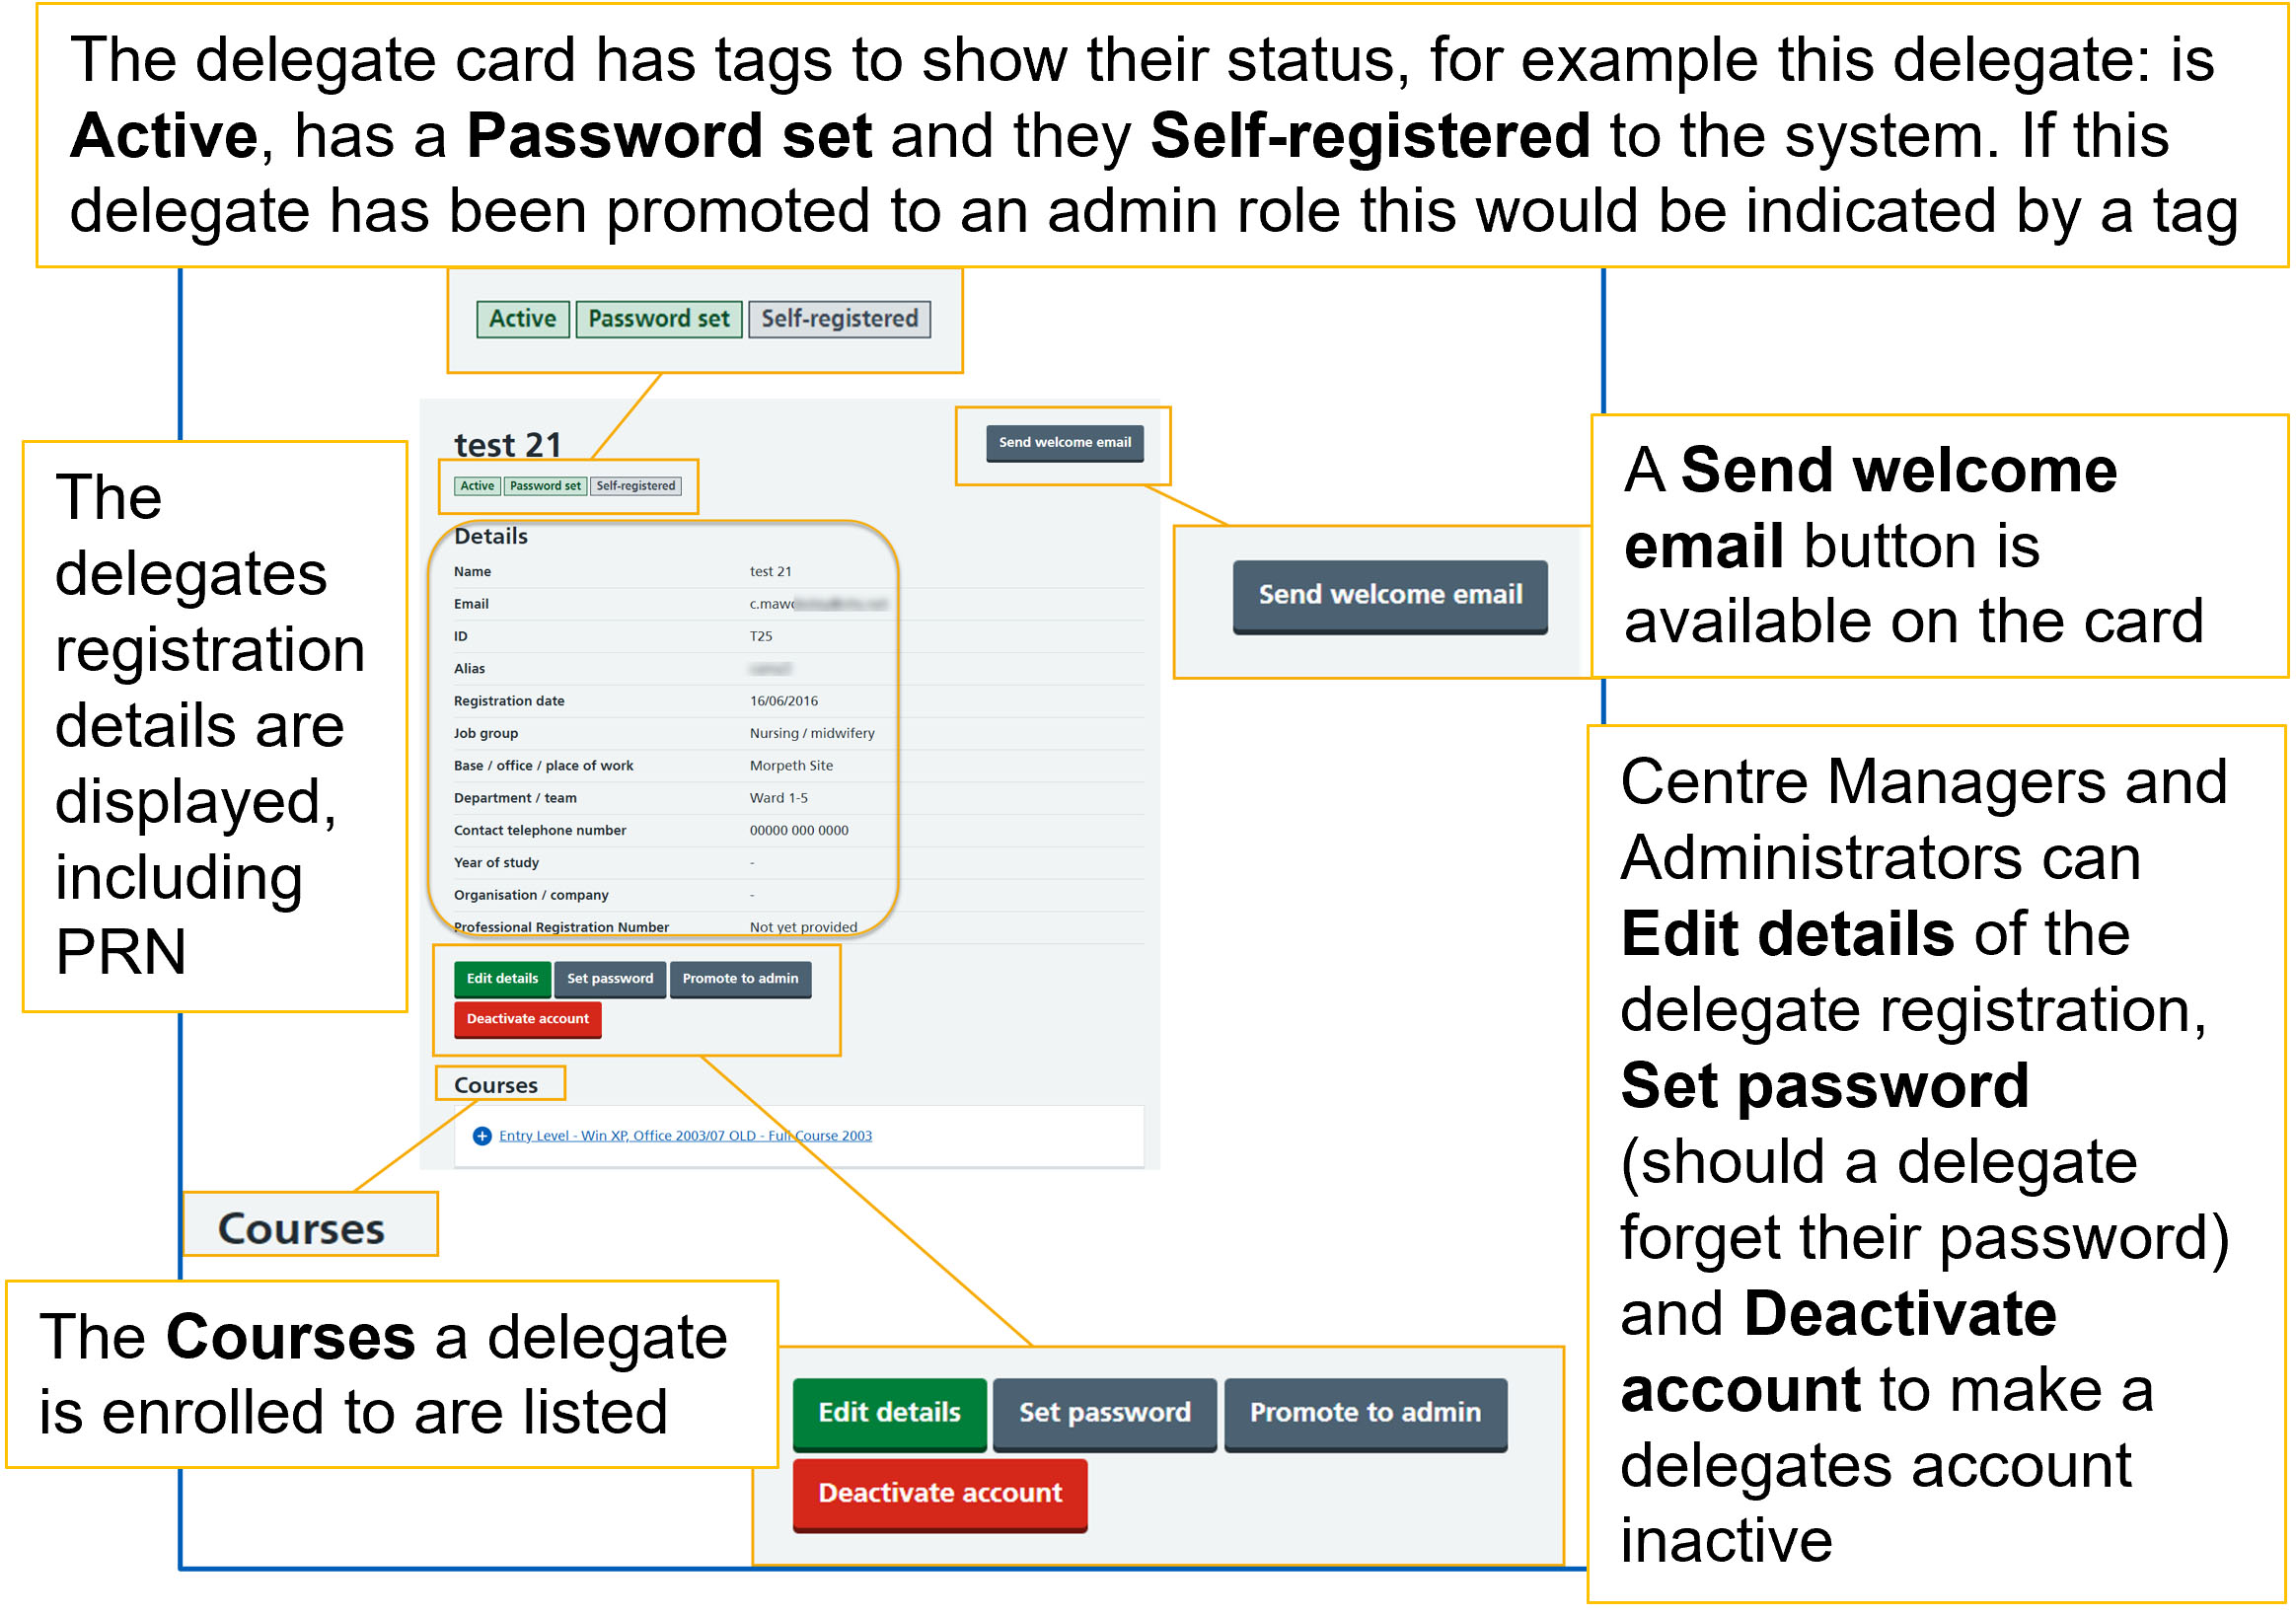 The delegate card has tags to show their status, for example this delegate: is
Active, has a Password set and they Self-registered to the system. If this
delegate has been promoted to an admin role this would be indicated by a tag
Active Password set Self-registered
test 21
Send welcome email
Active Password set Self-registered
Details
Name test 21
Email c.maw
ID T25
Alias
Registration date 16/06/2016
Job group Nursing / midwifery
Base / office / place of work Morpeth Site
Department / team Ward 1-5
Contact telephone number 00000 000 0000
Year of study -
Organisation / company -
Professional Registration Number Not yet provided
Edit details Set password Promote to admin
Deactivate account
Courses
Entry Level - Win XP, Office 2003/07 OLD - Full Course 2003
The
delegates
registration
details are
displayed,
including
PRN
Send welcome email
A Send welcome
email button is
available on the card
Centre Managers and
Administrators can
Edit details of the
delegate registration,
Set password
(should a delegate
forget their password)
and Deactivate
account to make a
delegates account
inactive
Courses
The Courses a delegate
is enrolled to are listed
Edit details Set password Promote to admin
Deactivate account